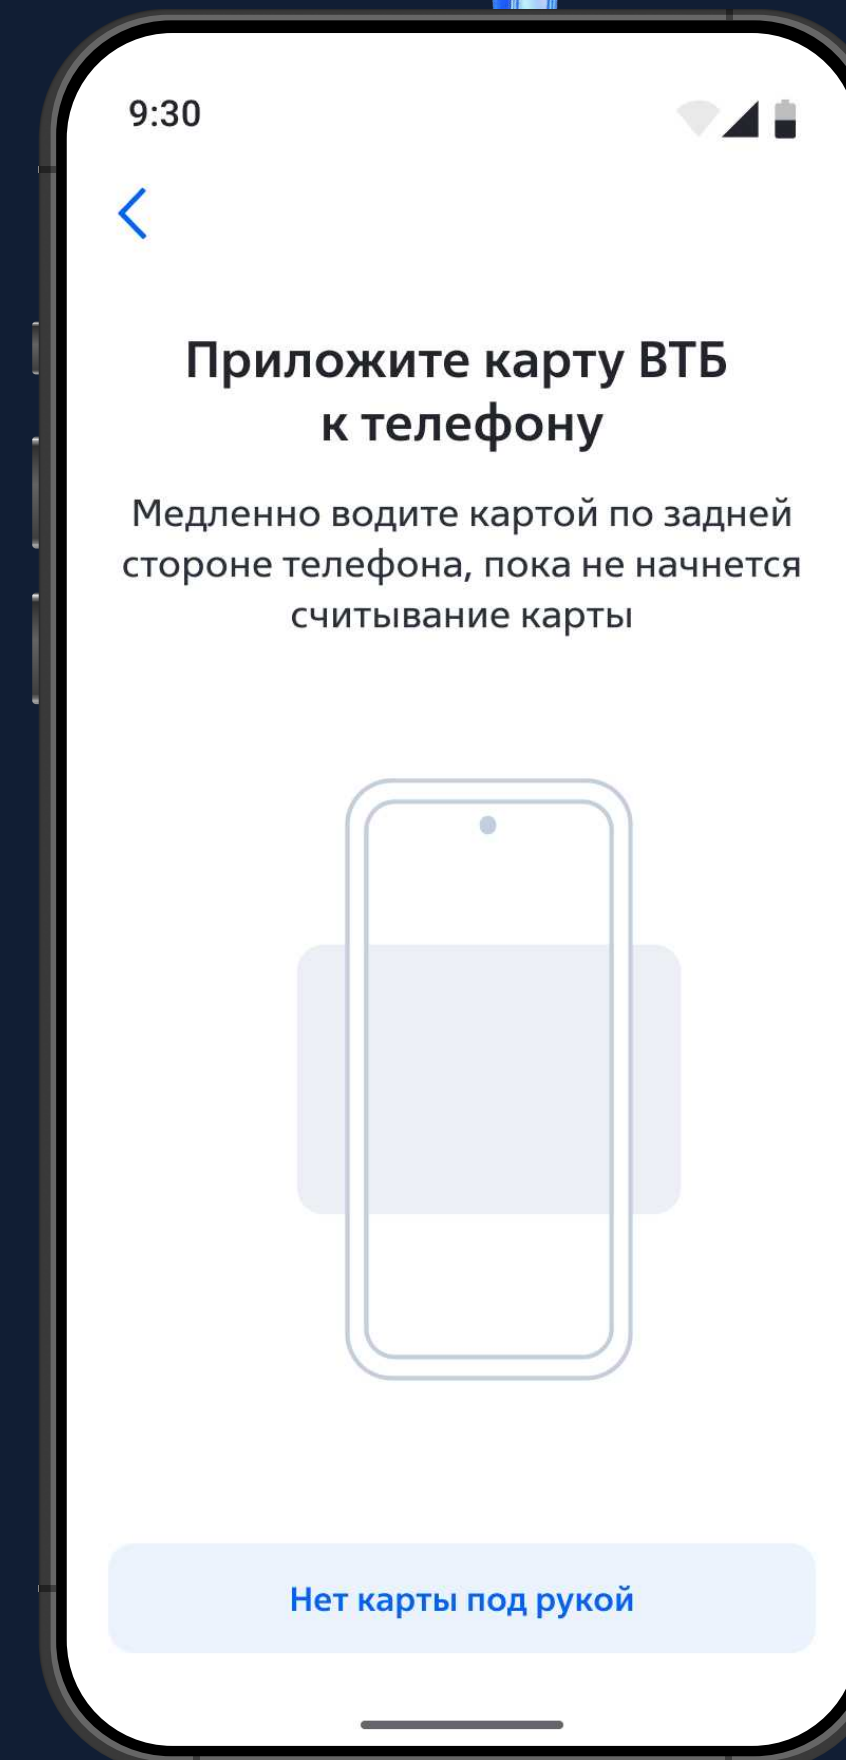 9:30
Приложите карту ВТБ
к телефону
Медленно водите картой по задней
стороне телефона, пока не начнется
считывание карты
Нет карты под рукой